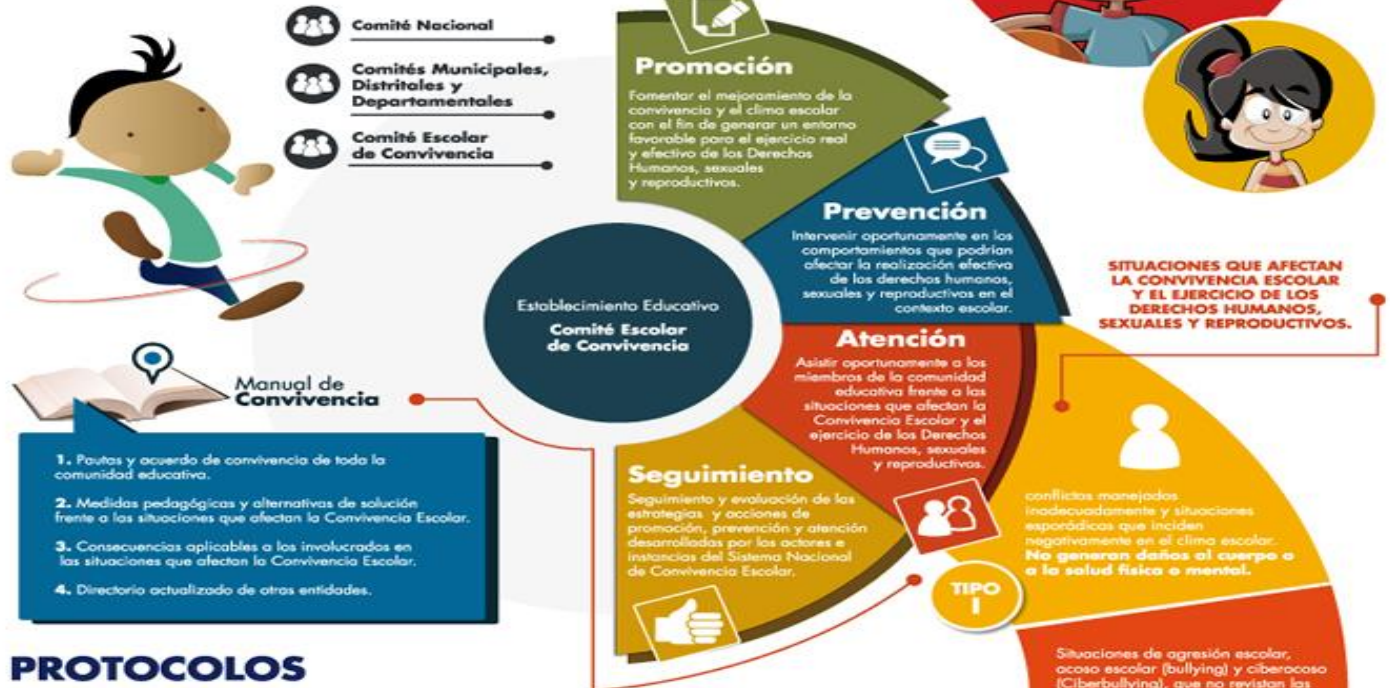 Comité Nacional
Comités Municipales,
Distritales y
Departamentales
Comité Escolar
de Convivencia
Promoción
Fomentar el mejoramiento de la
convivencia y el clima escolar
con el fin de generar un entorno
favorable para el ejercicio real
y efectivo de los Derechos
Humanos, sexuales
y reproductivos.
Prevención
Intervenir oportunamente en los
comportamientos que podrían
afectar la realización efectiva
de los derechos humanos,
sexuales y reproductivos en el
contexto escolar.
SITUACIONES QUE AFECTAN
LA CONVIVENCIA ESCOLAR
Y EL EJERCICIO DE LOS
DERECHOS HUMANOS,
SEXUALES Y REPRODUCTIVOS.
Establecimiento Educativo
Comité Escolar
de Convivencia
Atención
Asistir oportunamente a los
miembros de la comunidad
educativa frente a las
situaciones que afectan la
Convivencia Escolar y el
ejercicio de los Derechos
Humanos, sexuales
y reproductivos.
Manual de
Convivencia
1. Pautas y acuerdo de convivencia de toda la
comunidad educativa.
2. Medidas pedagógicas y alternativas de solución
frente a las situaciones que afectan la Convivencia Escolar.
3. Consecuencias aplicables a los involucrados en
las situaciones que afectan la Convivencia Escolar.
4. Directorio actualizado de otras entidades.
Seguimiento
Seguimiento y evaluación de las
estrategias y acciones de
promoción, prevención y atención
desarrolladas por los actores e
instancias del Sistema Nacional
de Convivencia Escolar.
conflictos manejados
inadecuadamente y situaciones
esporádicas que inciden
negativamente en el clima escolar.
No generan daños al cuerpo o
a la salud física o mental.
TIPO
I
Situaciones de agresión escolar,
acoso escolar (bullying) y ciberacoso
(Ciberbullying), que no revistan las
PROTOCOLOS